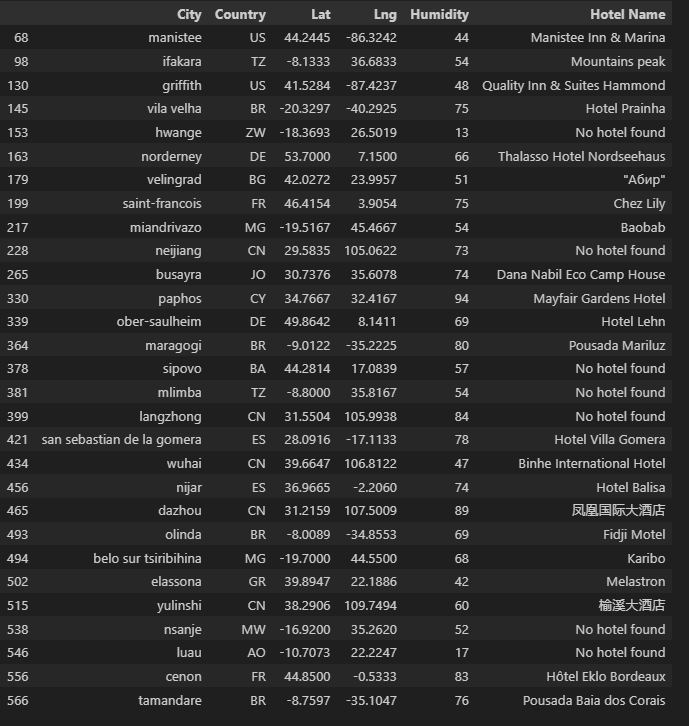 City Country Lat Lng Humidity Hotel Name
68 manistee US 44.2445 -86.3242 44 Manistee Inn & Marina
98 ifakara TZ -8.1333 36.6833 54 Mountains peak
130 griffith US 41.5284 -87.4237 48 Quality Inn & Suites Hammond
145 vila velha BR -20.3297 -40.2925 75 Hotel Prainha
153 hwange ZW -18.3693 26.5019 13 No hotel found
163 norderney DE 53.7000 7.1500 66 Thalasso Hotel Nordseehaus
179 velingrad BG 42.0272 23.9957 51 "Абир"
199 saint-francois FR 46.4154 3.9054 75 Chez Lily
217 miandrivazo MG -19.5167 45.4667 54 Baobab
228 neijiang CN 29.5835 105.0622 73 No hotel found
265 busayra JO 30.7376 35.6078 74 Dana Nabil Eco Camp House
330 paphos CY 34.7667 32.4167 94 Mayfair Gardens Hotel
339 ober-saulheim DE 49.8642 8.1411 69 Hotel Lehn
364 maragogi BR -9.0122 -35.2225 80 Pousada Mariluz
378 sipovo BA 44.2814 17.0839 57 No hotel found
381 mlimba TZ -8.8000 35.8167 54 No hotel found
399 langzhong CN 31.5504 105.9938 84 No hotel found
421 san sebastian de la gomera ES 28.0916 -17.1133 78 Hotel Villa Gomera
434 wuhai CN 39.6647 106.8122 47 Binhe International Hotel
456 nijar ES 36.9665 -2.2060 74 Hotel Balisa
465 dazhou CN 31.2159 107.5009 89 凤凰国际大酒店
493 olinda BR -8.0089 -34.8553 69 Fidji Motel
494 belo sur tsiribihina MG -19.7000 44.5500 68 Karibo
502 elassona GR 39.8947 22.1886 42 Melastron
515 yulinshi CN 38.2906 109.7494 60 榆溪大酒店
538 nsanje MW -16.9200 35.2620 52 No hotel found
546 luau AO -10.7073 22.2247 17 No hotel found
556 cenon FR 44.8500 -0.5333 83 Hôtel Eklo Bordeaux
566 tamandare BR -8.7597 -35.1047 76 Pousada Baia dos Corais